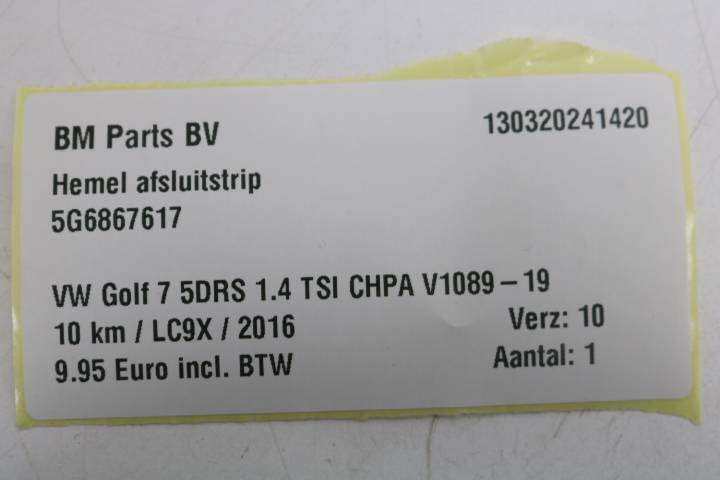 BM Parts BV 130320241420
Hemel afsluitstrip
5G6867617
VW Golf 7 5DRS 1.4 TSI CHPA V1089 – 19
10 km / LC9X / 2016 Verz: 10
9.95 Euro incl. BTW Aantal: 1